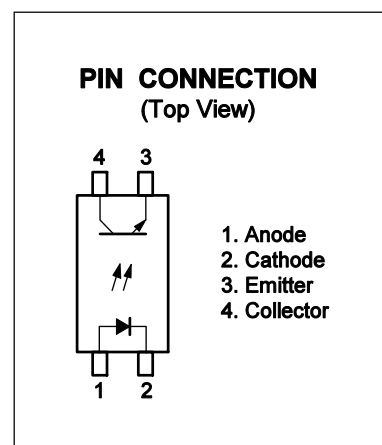 PIN CONNECTION
(Top View)
4 3
1. Anode
2. Cathode
3. Emitter
4. Collector
1 2